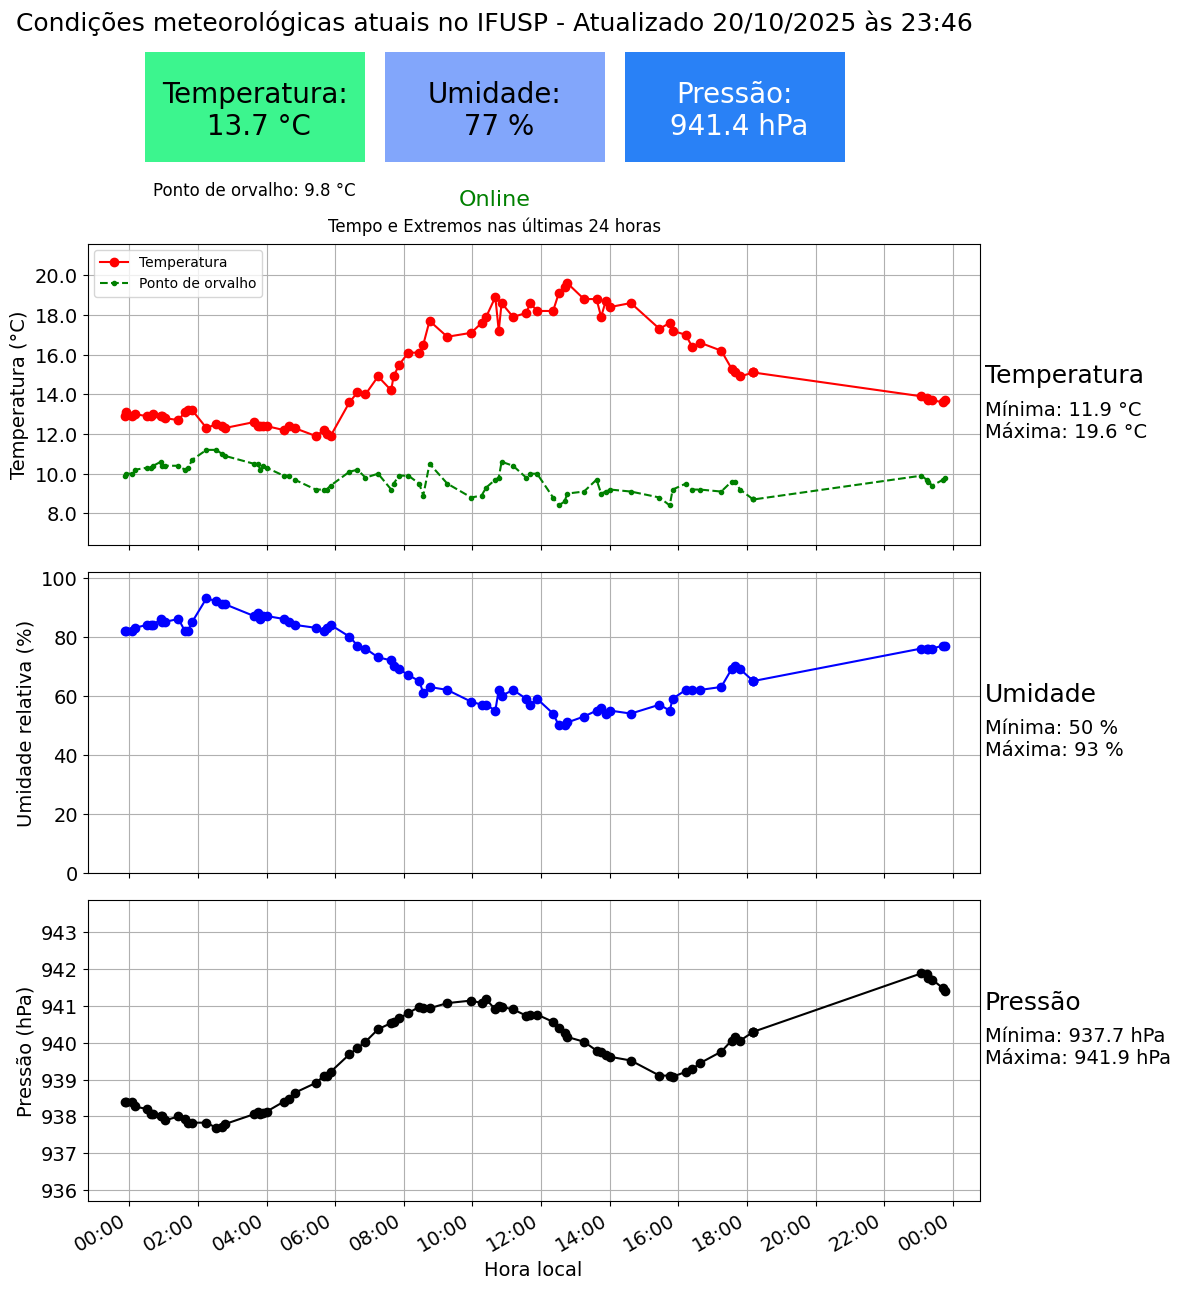 Condições meteorológicas atuais no IFUSP - Atualizado 20/10/2025 às 23:46
Temperatura:
13.7 °C
Umidade:
77 %
Pressão:
941.4 hPa
Ponto de orvalho: 9.8 °C
Online
Tempo e Extremos nas últimas 24 horas
Temperatura
Ponto de orvalho
Temperatura (°C)
20.0
18.0
16.0
14.0
12.0
10.0
8.0
Temperatura
Mínima: 11.9 °C
Máxima: 19.6 °C
Umidade relativa (%)
100
80
60
40
20
0
Umidade
Mínima: 50 %
Máxima: 93 %
Pressão (hPa)
943
942
941
940
939
938
937
936
Pressão
Mínima: 937.7 hPa
Máxima: 941.9 hPa
00:00 02:00 04:00 06:00 08:00 10:00 12:00 14:00 16:00 18:00 20:00 22:00 00:00
Hora local